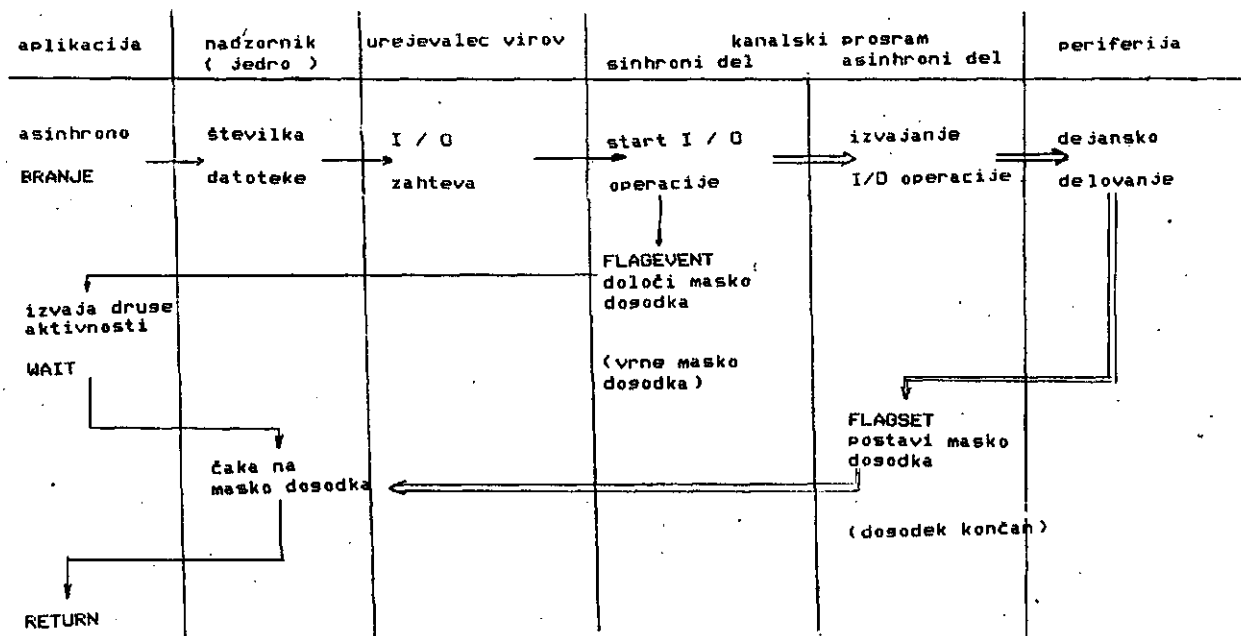 aplikacija
nadzornik
( jedro )
urejevalec virov
kanalski program
sinhroni del
asinhroni del
periferija
asinhrono
BRANJE
številka
datoteke
I / O
zahteva
start I / O
operacije
izvajanje
I/O operacije
dejansko
delovanje
FLAGEVENT
določi masko
dogodka
(vrne masko
dogodka)
izvaja druge
aktivnosti
WAIT
FLAGSET
postavi masko
dogodka
(dogodek končan)
čaka na
masko dogodka
RETURN